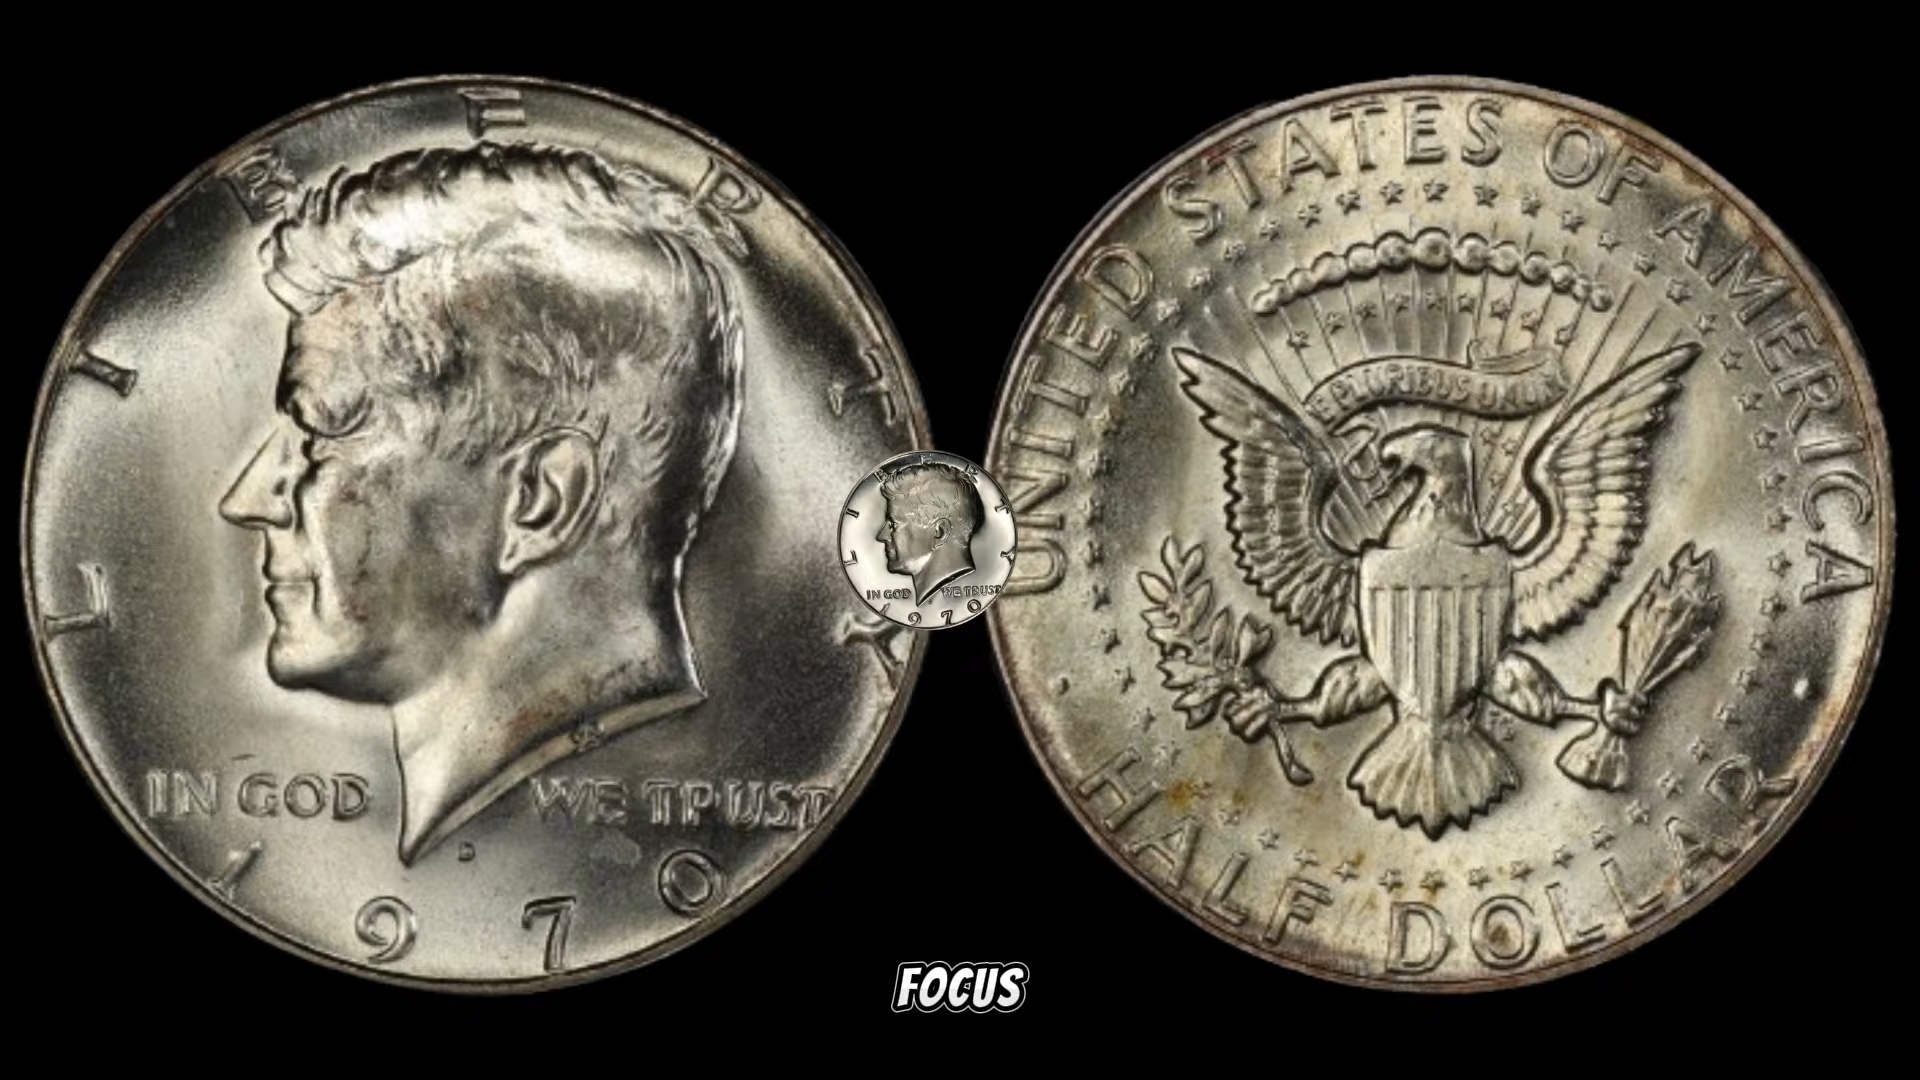 LIBERTY
IN GOD WE TRUST
D
1970
LIBERTY
IN GOD WE TRUST
1970
UNITED STATES OF AMERICA
E PLURIBUS UNUM
HALF DOLLAR
FOCUS